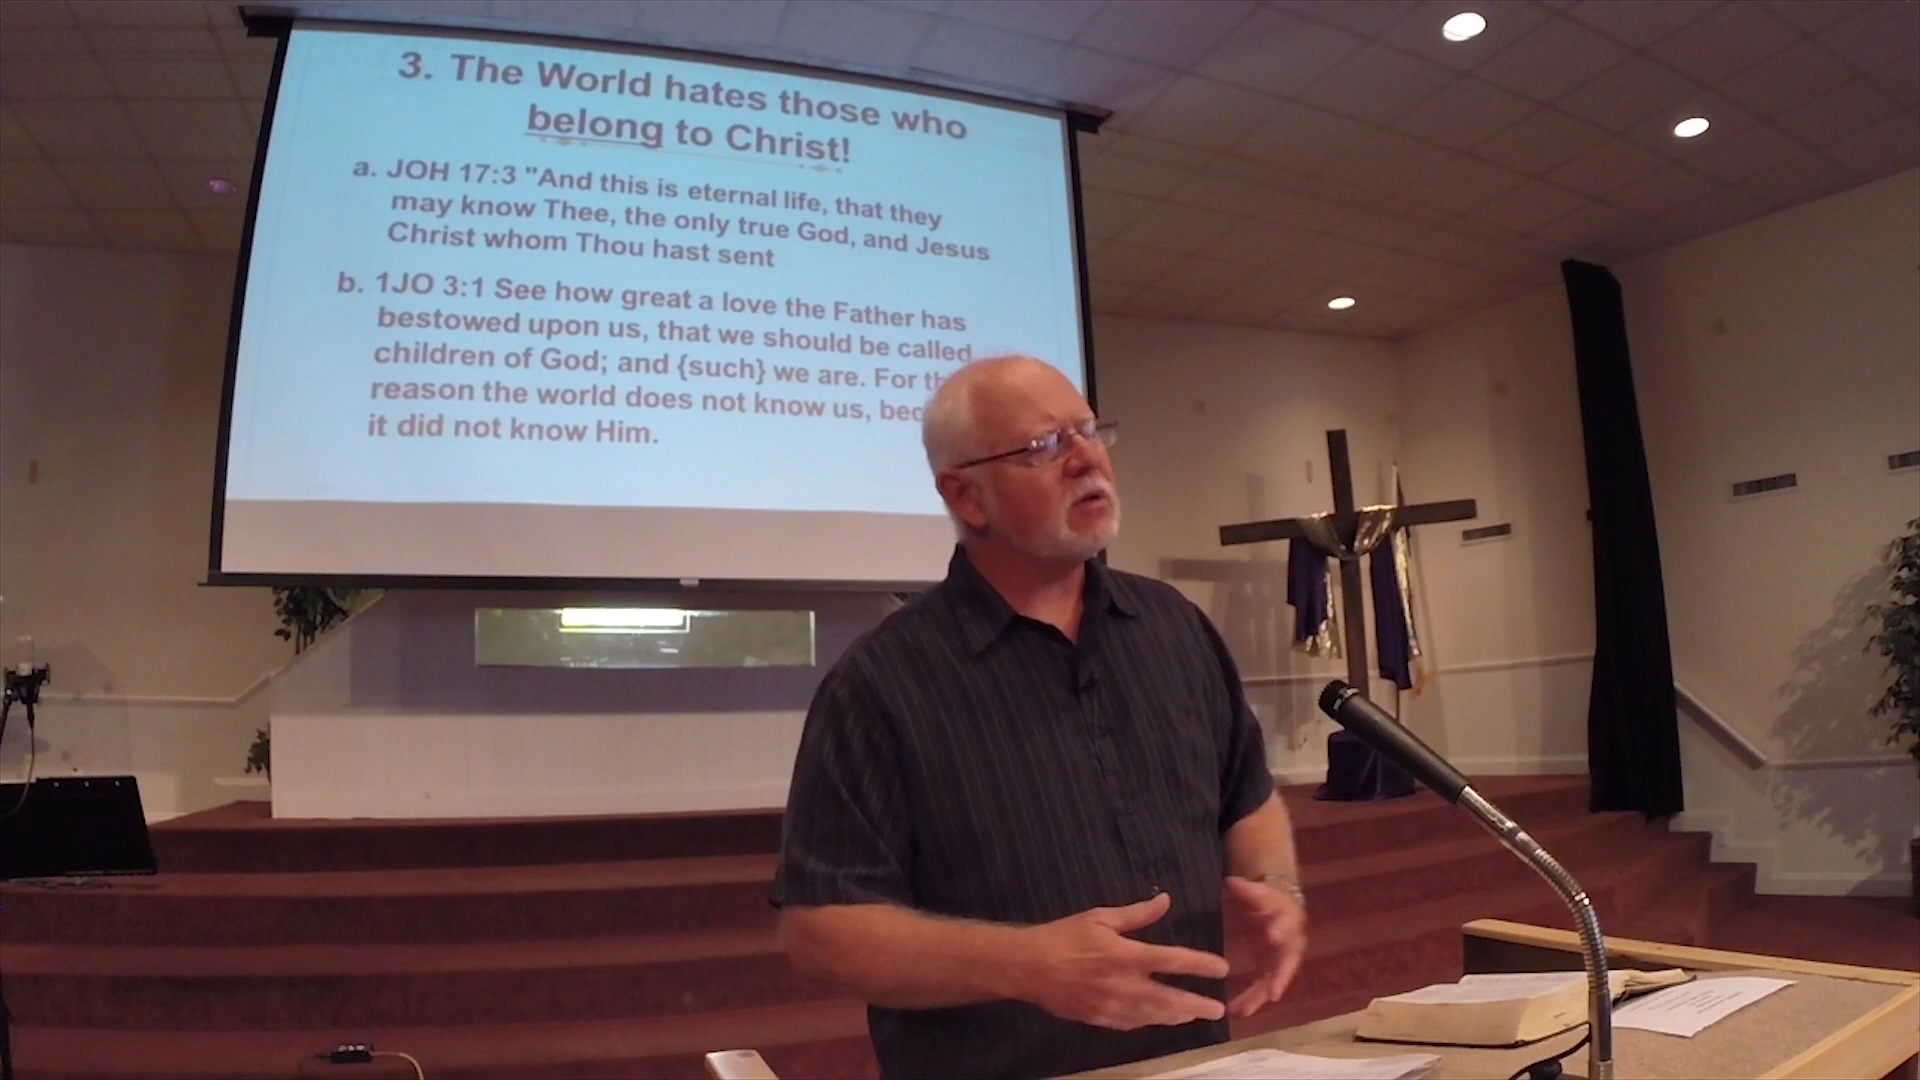 3. The World hates those who
belong to Christ!
a. JOH 17:3 "And this is eternal life, that they
may know Thee, the only true God, and Jesus
Christ whom Thou hast sent
b. 1JO 3:1 See how great a love the Father has
bestowed upon us, that we should be called
children of God; and {such} we are. For
reason the world does not know us,
it did not know Him.